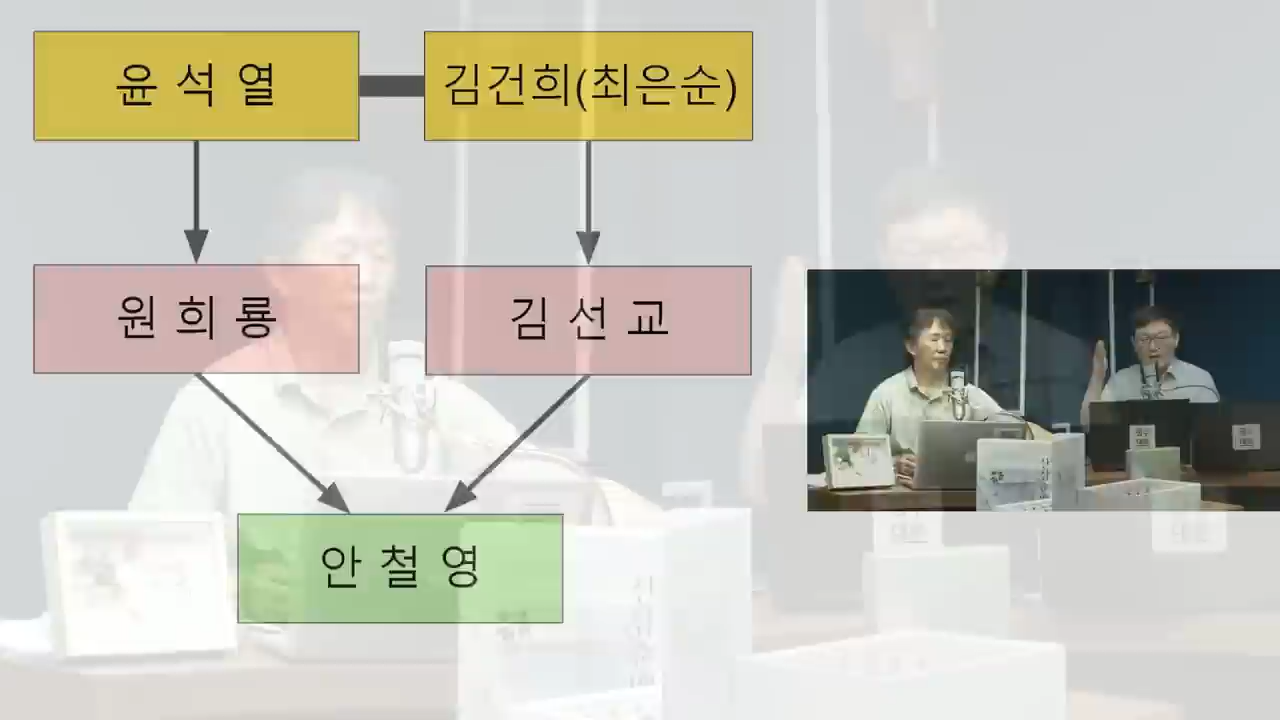 윤 석 열
김건희(최은순)
원 희 룡
김 선 교
안 철 영